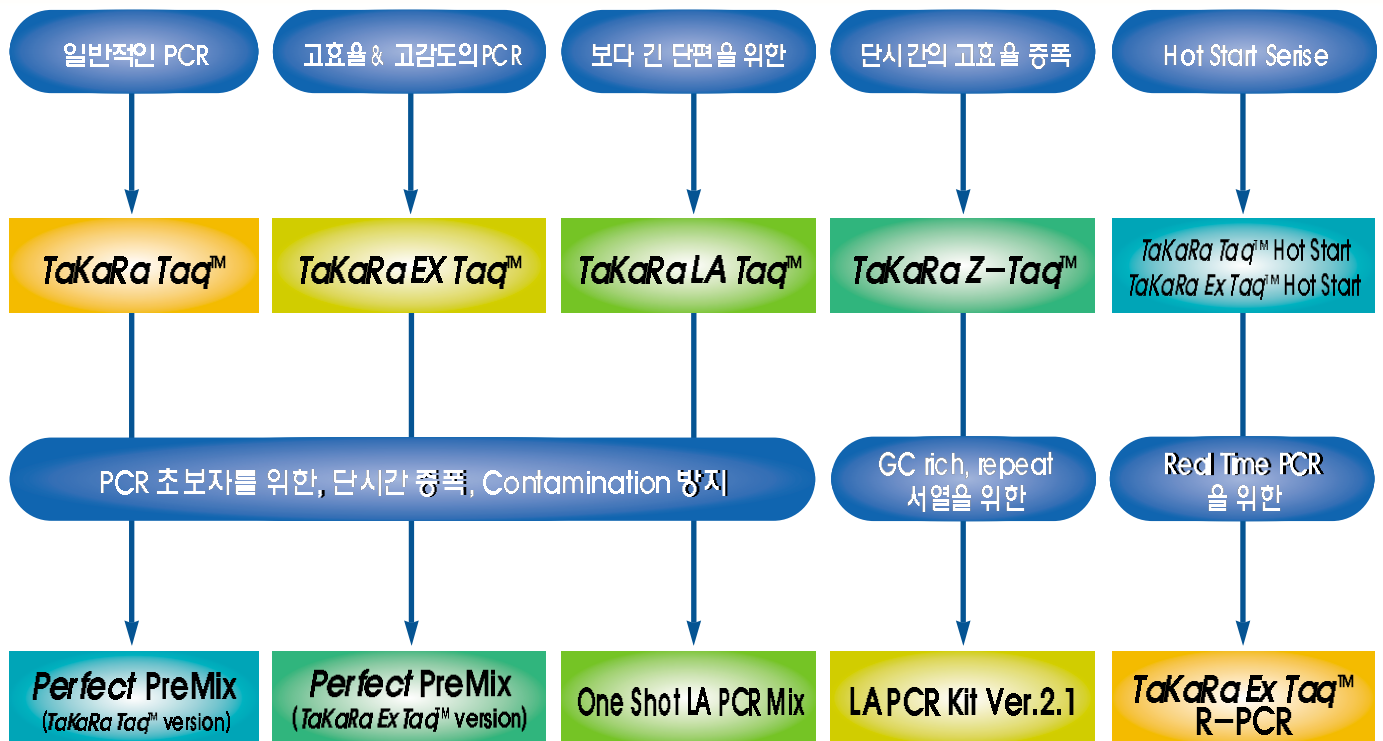 일반적인 PCR
고효율 & 고감도의 PCR
보다 긴 단편을 위한
단시간의 고효율 증폭
Hot Start Serise
TaKaRa Taq™
TaKaRa EX Taq™
TaKaRa LA Taq™
TaKaRa Z-Taq™
TaKaRa Taq™ Hot Start
TaKaRa Ex Taq™ Hot Start
PCR 초보자를 위한, 단시간 증폭, Contamination 방지
GC rich, repeat
서열을 위한
Real Time PCR
을 위한
Perfect PreMix
(TaKaRa Taq™ version)
Perfect PreMix
(TaKaRa Ex Taq™ version)
One Shot LA PCR Mix
LA PCR Kit Ver.2.1
TaKaRa Ex Taq™
R-PCR